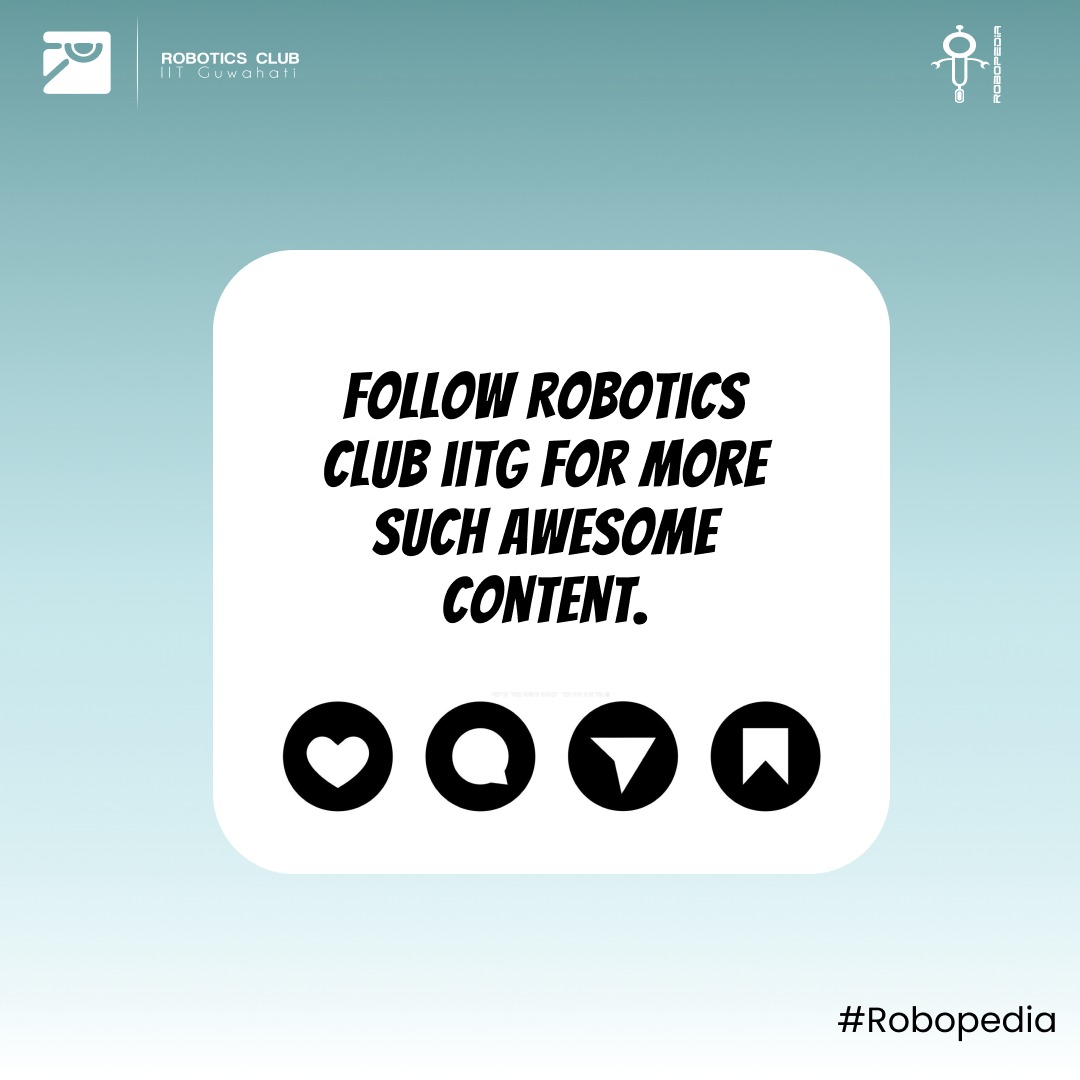 ROBOTICS CLUB
IIT Guwahati
ROBOPEDIA
FOLLOW ROBOTICS
CLUB IITG FOR MORE
SUCH AWESOME
CONTENT.
#Robopedia